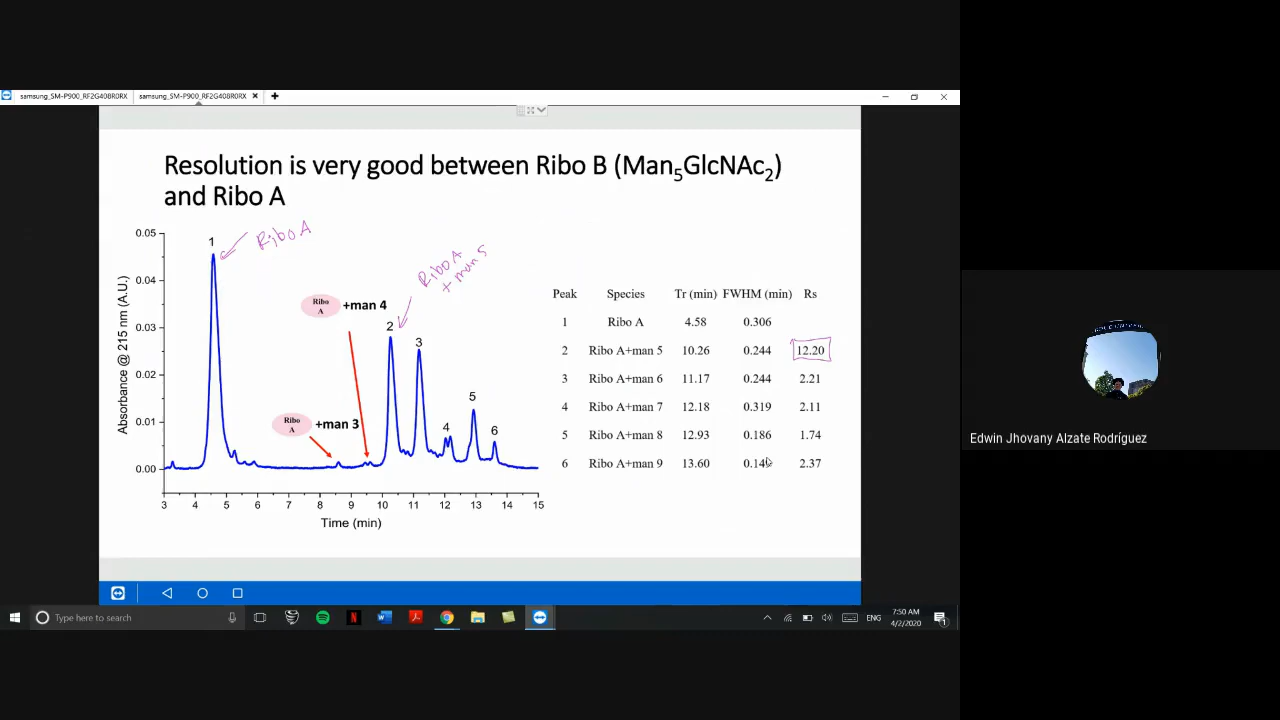 samsung_SM-P900_RF2G408R0RX
samsung_SM-P900_RF2G408R0RX
Resolution is very good between Ribo B (Man5GlcNAc2)
and Ribo A
Absorbance @ 215 nm (A.U.)
0.05
0.04
0.03
0.02
0.01
0.00
3 4 5 6 7 8 9 10 11 12 13 14 15
Time (min)
1
Ribo A
Ribo A
+man 3
Ribo A
+man 4
Ribo A
+ man 5
2
3
4
5
6
Peak Species Tr (min) FWHM (min) Rs
1 Ribo A 4.58 0.306
2 Ribo A+man 5 10.26 0.244 12.20
3 Ribo A+man 6 11.17 0.244 2.21
4 Ribo A+man 7 12.18 0.319 2.11
5 Ribo A+man 8 12.93 0.186 1.74
6 Ribo A+man 9 13.60 2.37
Edwin Jhovany Alzate Rodríguez
Type here to search
ENG
7:50 AM
4/2/2020